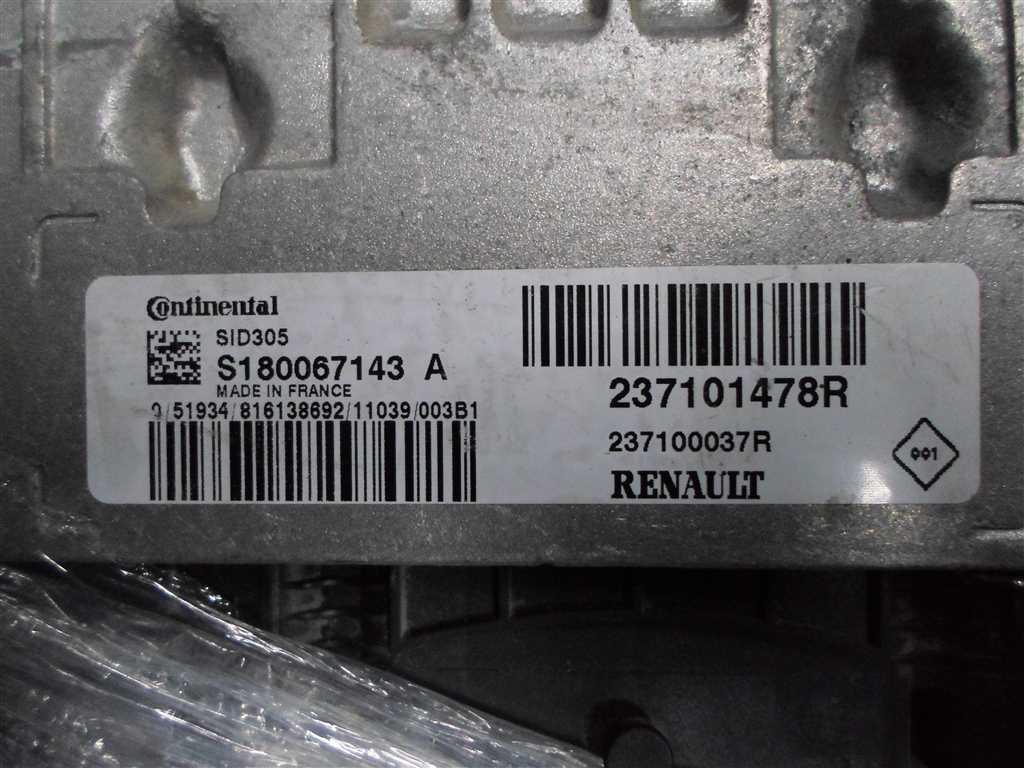 Continental
SID305
S180067143 A
MADE IN FRANCE
0/51934/816138692/11039/003B1
237101478R
237100037R
RENAULT
001